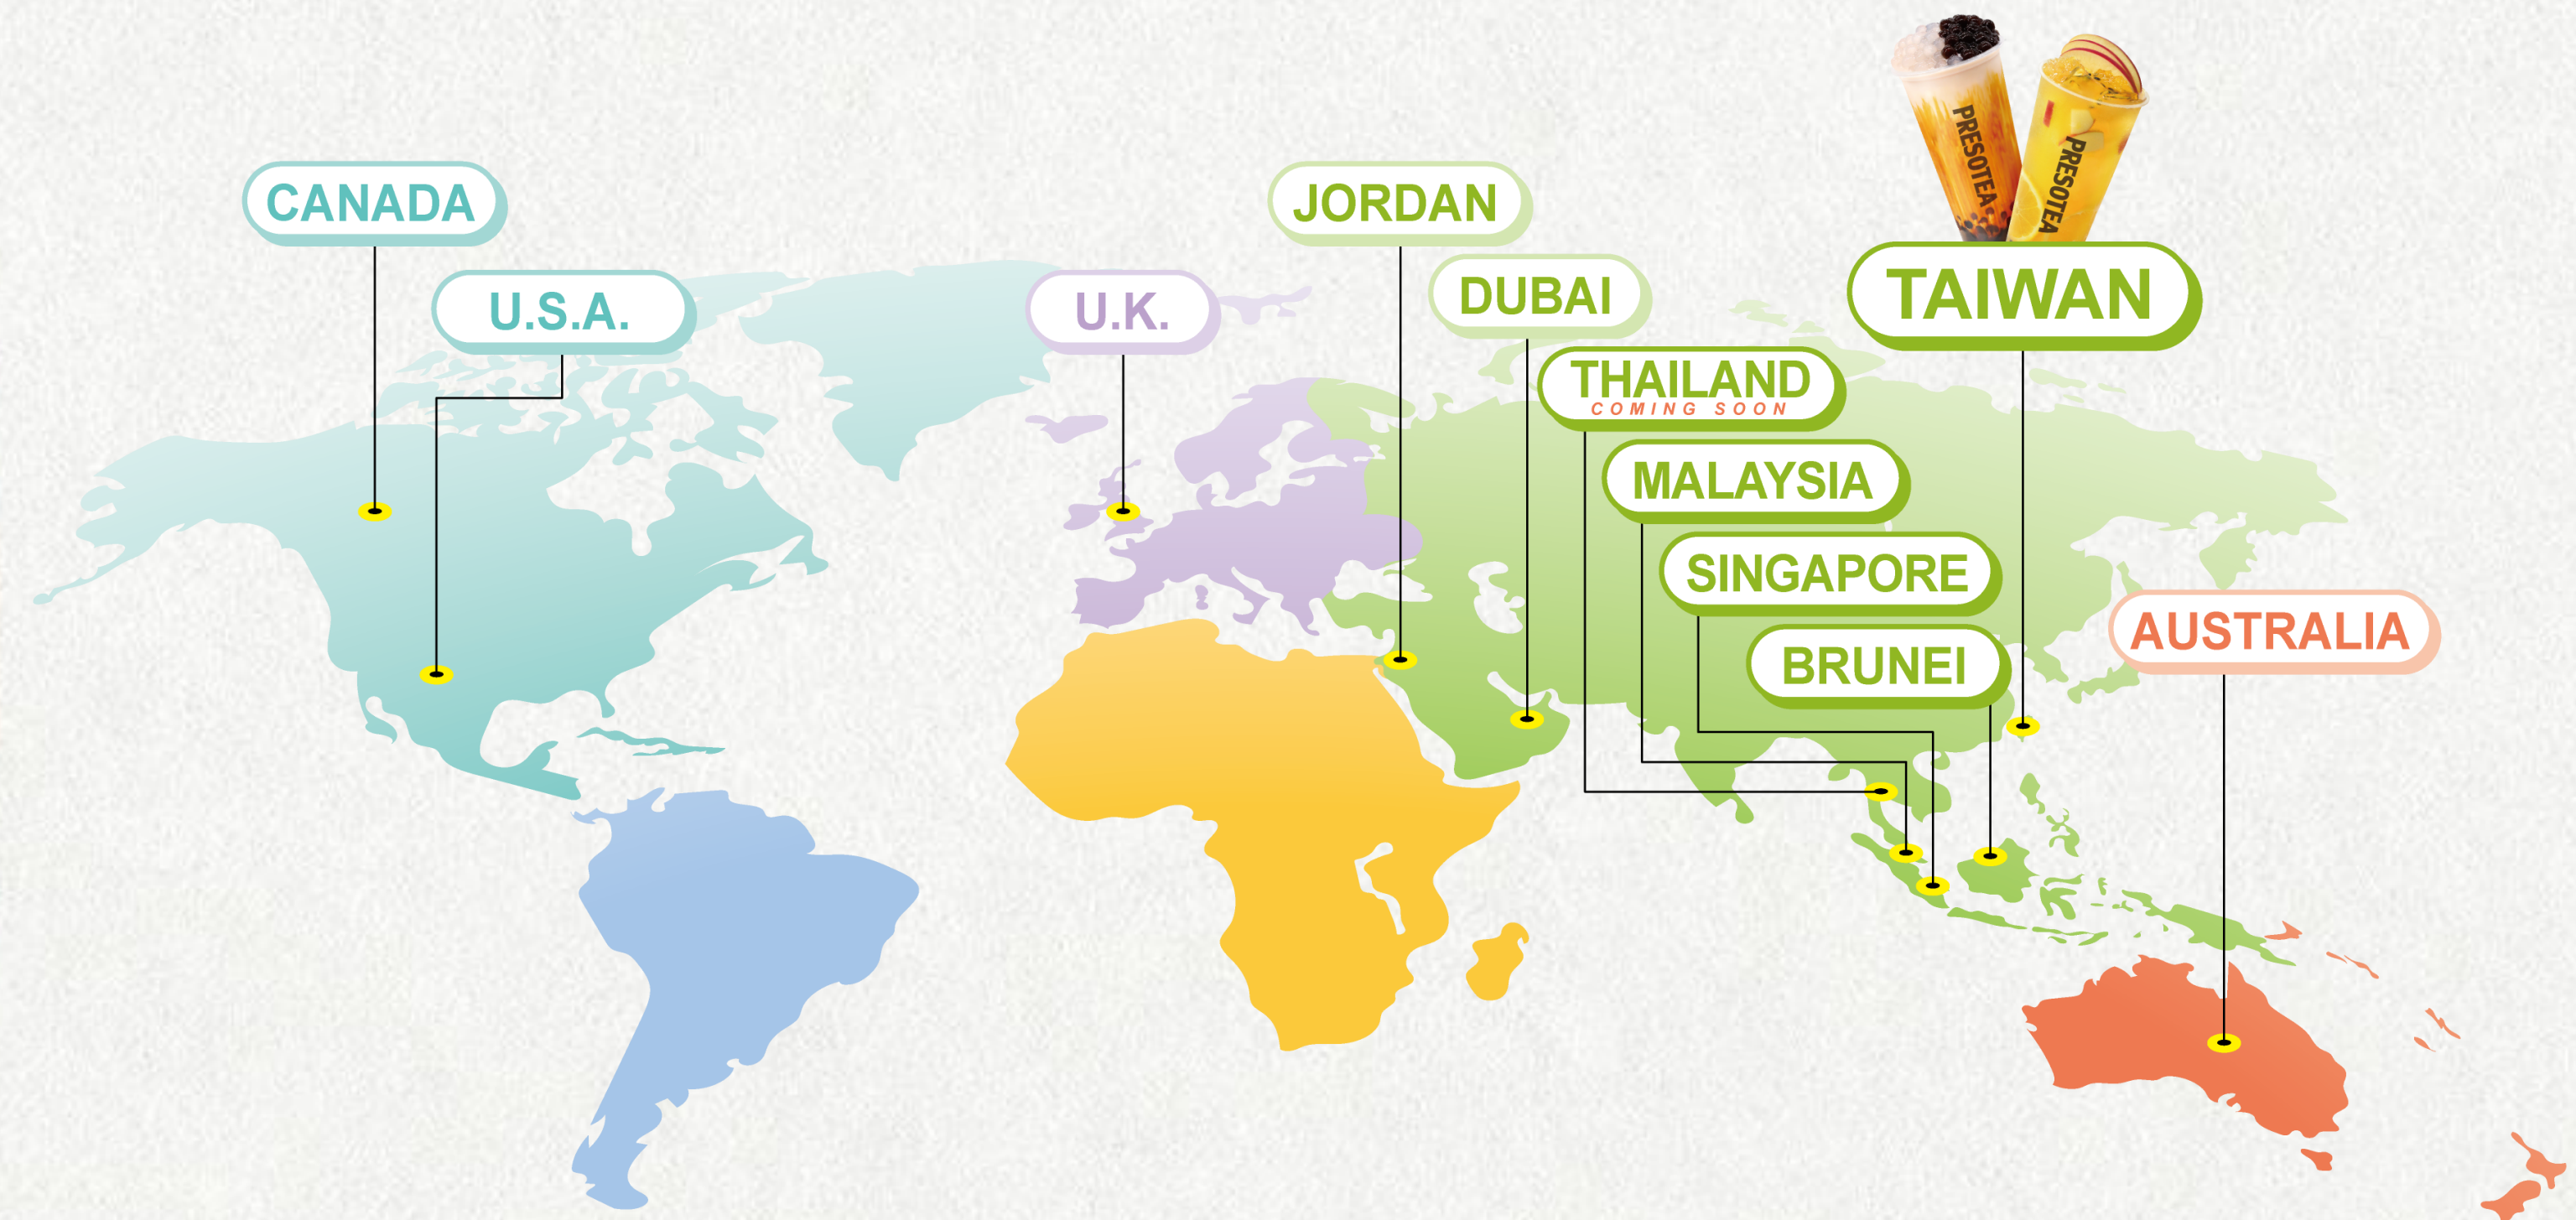 PRESOTEA
PRESOTEA
CANADA
JORDAN
DUBAI
TAIWAN
U.S.A.
U.K.
THAILAND
COMING SOON
MALAYSIA
SINGAPORE
AUSTRALIA
BRUNEI